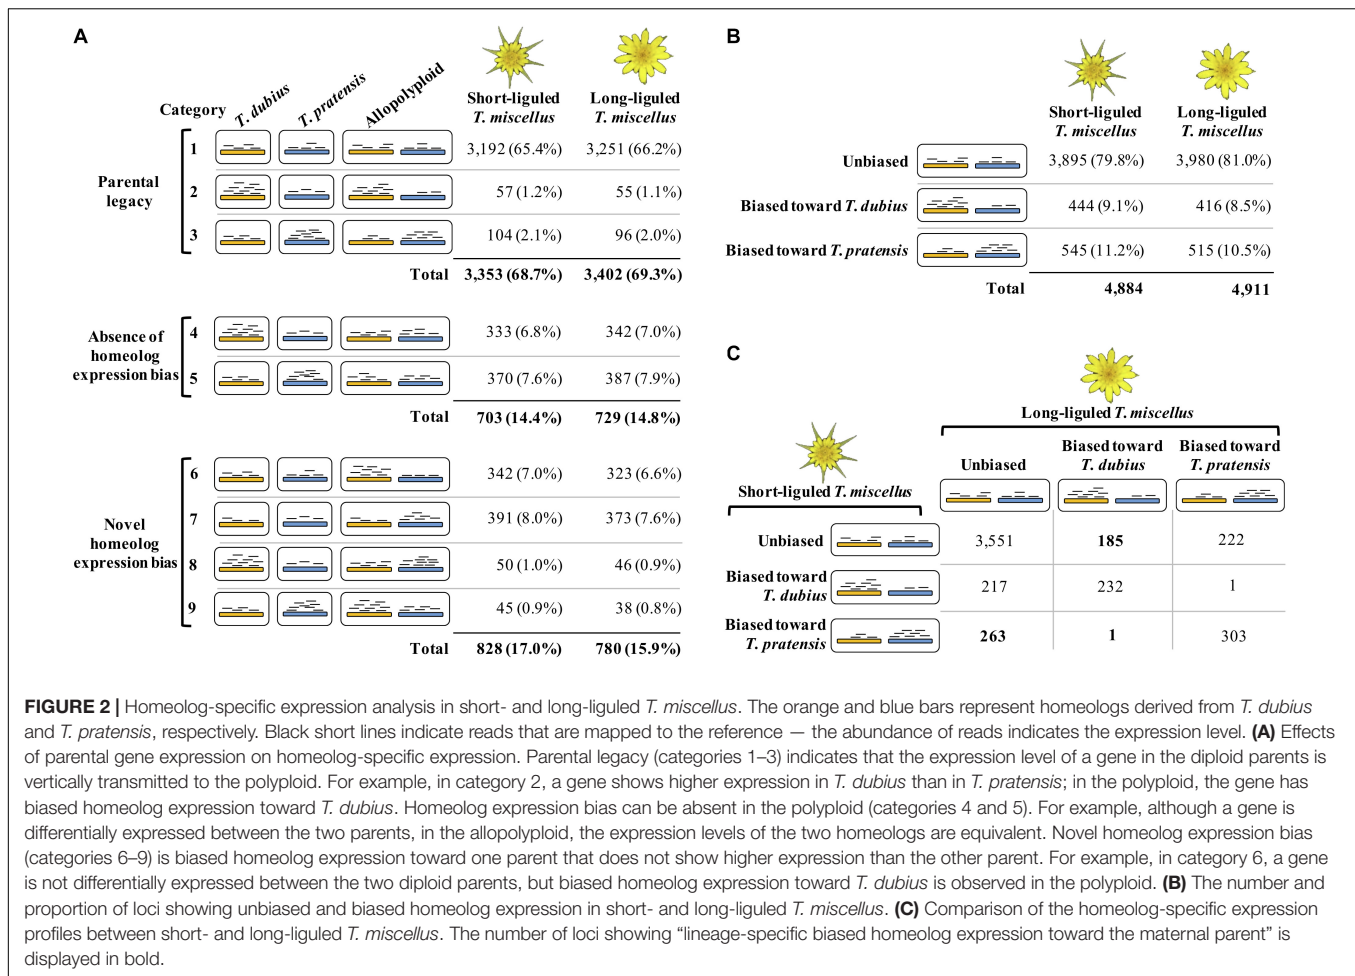 A
Category
T. dubius
T. pratensis
Allopolyploid
Short-liguled
T. miscellus
Long-liguled
T. miscellus
Parental
legacy
1 3,192 (65.4%) 3,251 (66.2%)
2 57 (1.2%) 55 (1.1%)
3 104 (2.1%) 96 (2.0%)
Total 3,353 (68.7%) 3,402 (69.3%)
Absence of
homeolog
expression bias
4 333 (6.8%) 342 (7.0%)
5 370 (7.6%) 387 (7.9%)
Total 703 (14.4%) 729 (14.8%)
Novel
homeolog
expression bias
6 342 (7.0%) 323 (6.6%)
7 391 (8.0%) 373 (7.6%)
8 50 (1.0%) 46 (0.9%)
9 45 (0.9%) 38 (0.8%)
Total 828 (17.0%) 780 (15.9%)
B
Short-liguled
T. miscellus
Long-liguled
T. miscellus
Unbiased 3,895 (79.8%) 3,980 (81.0%)
Biased toward T. dubius 444 (9.1%) 416 (8.5%)
Biased toward T. pratensis 545 (11.2%) 515 (10.5%)
Total 4,884 4,911
C
Long-liguled T. miscellus
Short-liguled T. miscellus
Unbiased
Biased toward
T. dubius
Biased toward
T. pratensis
Unbiased 3,551 185 222
Biased toward
T. dubius 217 232 1
Biased toward
T. pratensis 263 1 303
FIGURE 2 | Homeolog-specific expression analysis in short- and long-liguled T. miscellus. The orange and blue bars represent homeologs derived from T. dubius
and T. pratensis, respectively. Black short lines indicate reads that are mapped to the reference — the abundance of reads indicates the expression level. (A) Effects
of parental gene expression on homeolog-specific expression. Parental legacy (categories 1–3) indicates that the expression level of a gene in the diploid parents is
vertically transmitted to the polyploid. For example, in category 2, a gene shows higher expression in T. dubius than in T. pratensis; in the polyploid, the gene has
biased homeolog expression toward T. dubius. Homeolog expression bias can be absent in the polyploid (categories 4 and 5). For example, although a gene is
differentially expressed between the two parents, in the allopolyploid, the expression levels of the two homeologs are equivalent. Novel homeolog expression bias
(categories 6–9) is biased homeolog expression toward one parent that does not show higher expression than the other parent. For example, in category 6, a gene
is not differentially expressed between the two diploid parents, but biased homeolog expression toward T. dubius is observed in the polyploid. (B) The number and
proportion of loci showing unbiased and biased homeolog expression in short- and long-liguled T. miscellus. (C) Comparison of the homeolog-specific expression
profiles between short- and long-liguled T. miscellus. The number of loci showing “lineage-specific biased homeolog expression toward the maternal parent” is
displayed in bold.